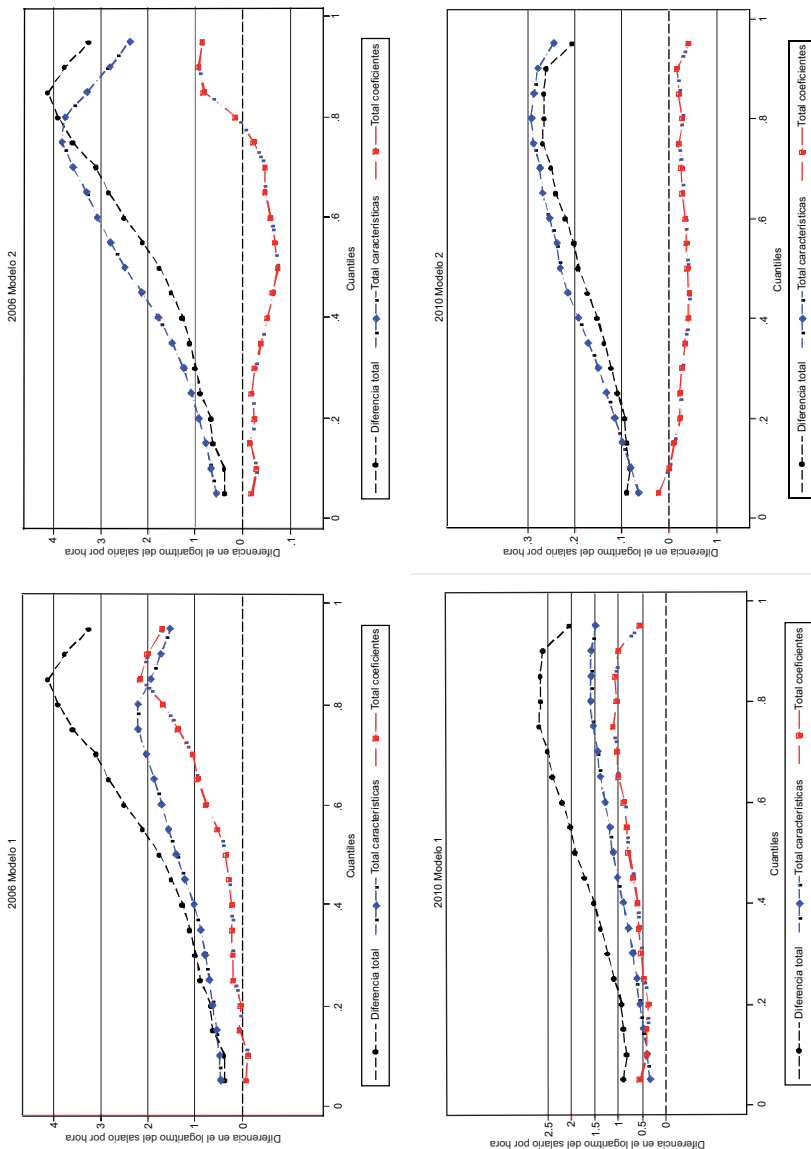 2006 Modelo 1
Diferencia en el logaritmo del salario por hora
4
3
2
1
0
0
.2
.4
.6
.8
1
Cuantiles
Diferencia total
Total características
Total coeficientes
2006 Modelo 2
Diferencia en el logaritmo del salario por hora
4
3
2
1
0
.1
0
.2
.4
.6
.8
1
Cuantiles
Diferencia total
Total características
Total coeficientes
2010 Modelo 1
Diferencia en el logaritmo del salario por hora
2.5
2
1.5
1
0.5
0
0
.2
.4
.6
.8
1
Cuantiles
Diferencia total
Total características
Total coeficientes
2010 Modelo 2
Diferencia en el logaritmo del salario por hora
.3
.2
.1
0
.1
0
.2
.4
.6
.8
1
Cuantiles
Diferencia total
Total características
Total coeficientes